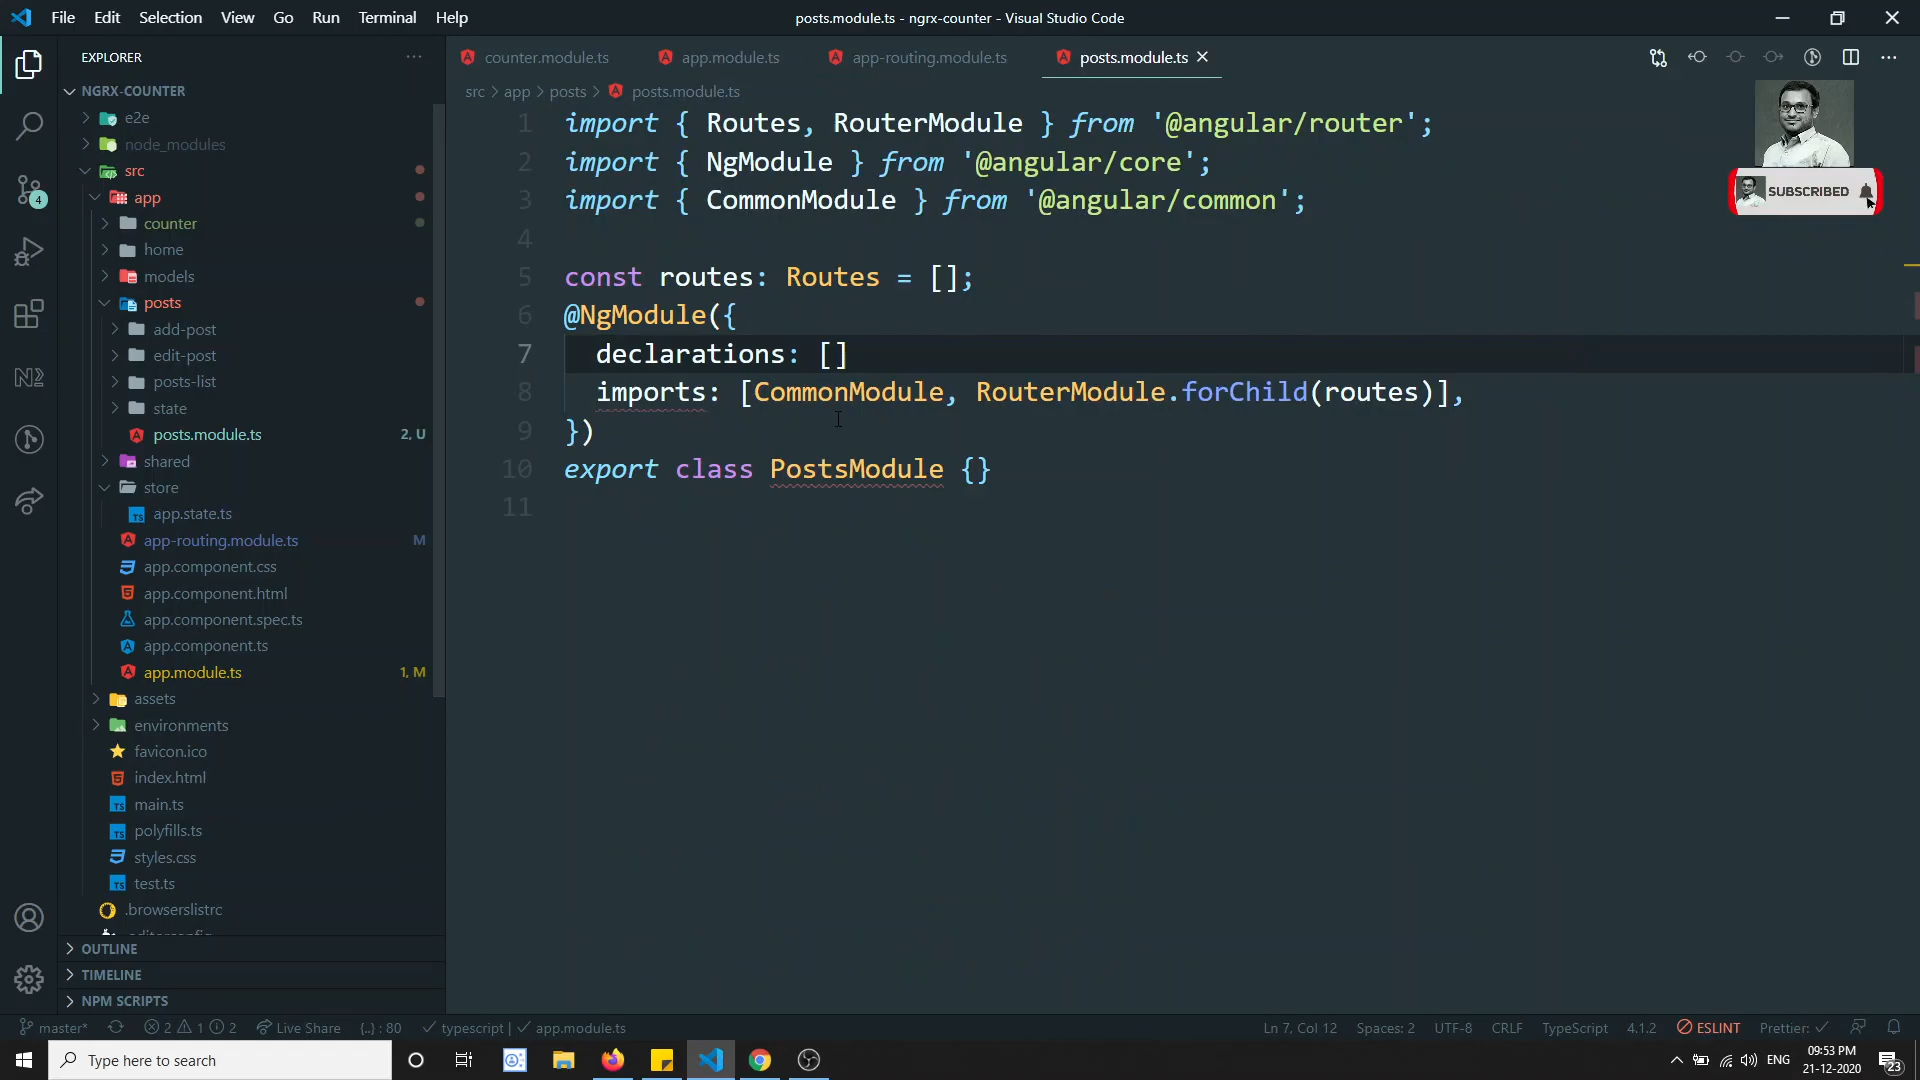 File Edit Selection View Go Run Terminal Help
posts.module.ts - ngrx-counter - Visual Studio Code
EXPLORER
NGRX-COUNTER
e2e
node_modules
src
app
counter
home
models
posts
add-post
edit-post
posts-list
state
posts.module.ts 2, U
shared
store
app.state.ts
app-routing.module.ts M
app.component.css
app.component.html
app.component.spec.ts
app.component.ts
app.module.ts 1, M
assets
environments
favicon.ico
index.html
main.ts
polyfills.ts
styles.css
test.ts
.browserslistrc
OUTLINE
TIMELINE
NPM SCRIPTS
4
counter.module.ts app.module.ts app-routing.module.ts posts.module.ts
src > app > posts > posts.module.ts
1 import { Routes, RouterModule } from '@angular/router';
2 import { NgModule } from '@angular/core';
3 import { CommonModule } from '@angular/common';
4
5 const routes: Routes = [];
6 @NgModule({
7 declarations: []
8 imports: [CommonModule, RouterModule.forChild(routes)],
9 })
10 export class PostsModule {}
11
SUBSCRIBED
master* 2 1 2 Live Share {..} : 80 typescript | app.module.ts
Ln 7, Col 12 Spaces: 2 UTF-8 CRLF TypeScript 4.1.2 ESLINT Prettier:
Type here to search
ENG
09:53 PM
21-12-2020
23